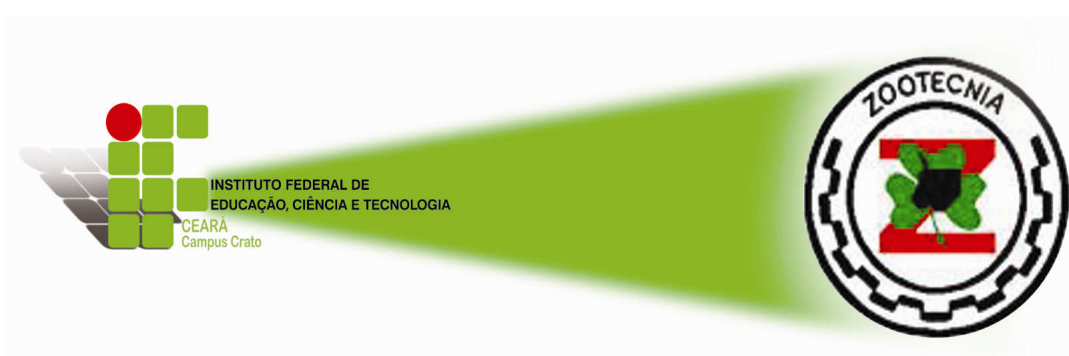 INSTITUTO FEDERAL DE
EDUCAÇÃO, CIÊNCIA E TECNOLOGIA
CEARÁ
Campus Crato
ZOOTECNIA